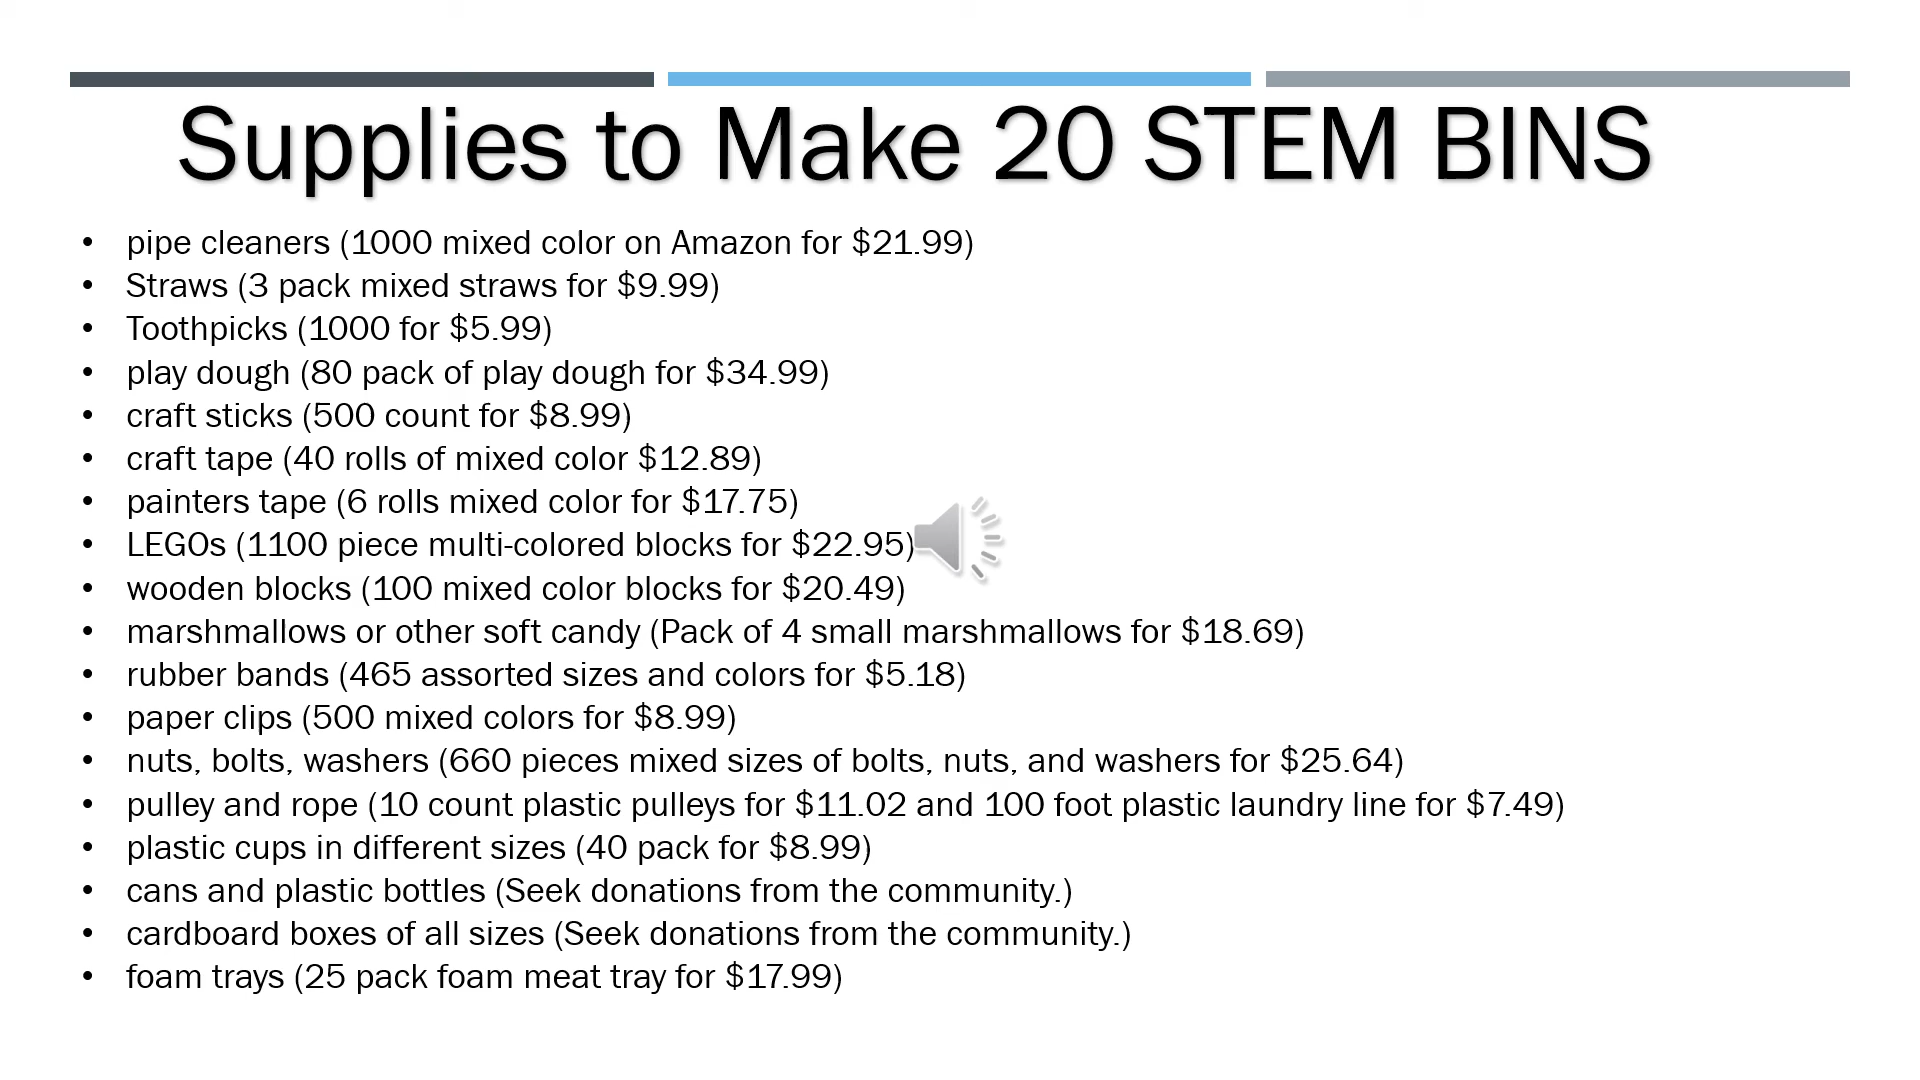 Supplies to Make 20 STEM BINS
• pipe cleaners (1000 mixed color on Amazon for $21.99)
• Straws (3 pack mixed straws for $9.99)
• Toothpicks (1000 for $5.99)
• play dough (80 pack of play dough for $34.99)
• craft sticks (500 count for $8.99)
• craft tape (40 rolls of mixed color $12.89)
• painters tape (6 rolls mixed color for $17.75)
• LEGOs (1100 piece multi-colored blocks for $22.95)
• wooden blocks (100 mixed color blocks for $20.49)
• marshmallows or other soft candy (Pack of 4 small marshmallows for $18.69)
• rubber bands (465 assorted sizes and colors for $5.18)
• paper clips (500 mixed colors for $8.99)
• nuts, bolts, washers (660 pieces mixed sizes of bolts, nuts, and washers for $25.64)
• pulley and rope (10 count plastic pulleys for $11.02 and 100 foot plastic laundry line for $7.49)
• plastic cups in different sizes (40 pack for $8.99)
• cans and plastic bottles (Seek donations from the community.)
• cardboard boxes of all sizes (Seek donations from the community.)
• foam trays (25 pack foam meat tray for $17.99)